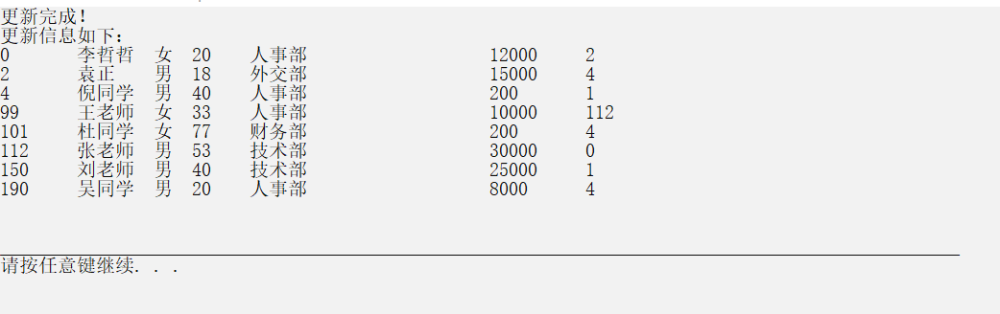 更新完成！
更新信息如下：
0 李哲哲 女 20 人事部 12000 2
2 袁正 男 18 外交部 15000 4
4 倪同学 男 40 人事部 200 1
99 王老师 女 33 人事部 10000 112
101 杜同学 女 77 财务部 200 4
112 张老师 男 53 技术部 30000 0
150 刘老师 男 40 技术部 25000 1
190 吴同学 男 20 人事部 8000 4
请按任意键继续. . .